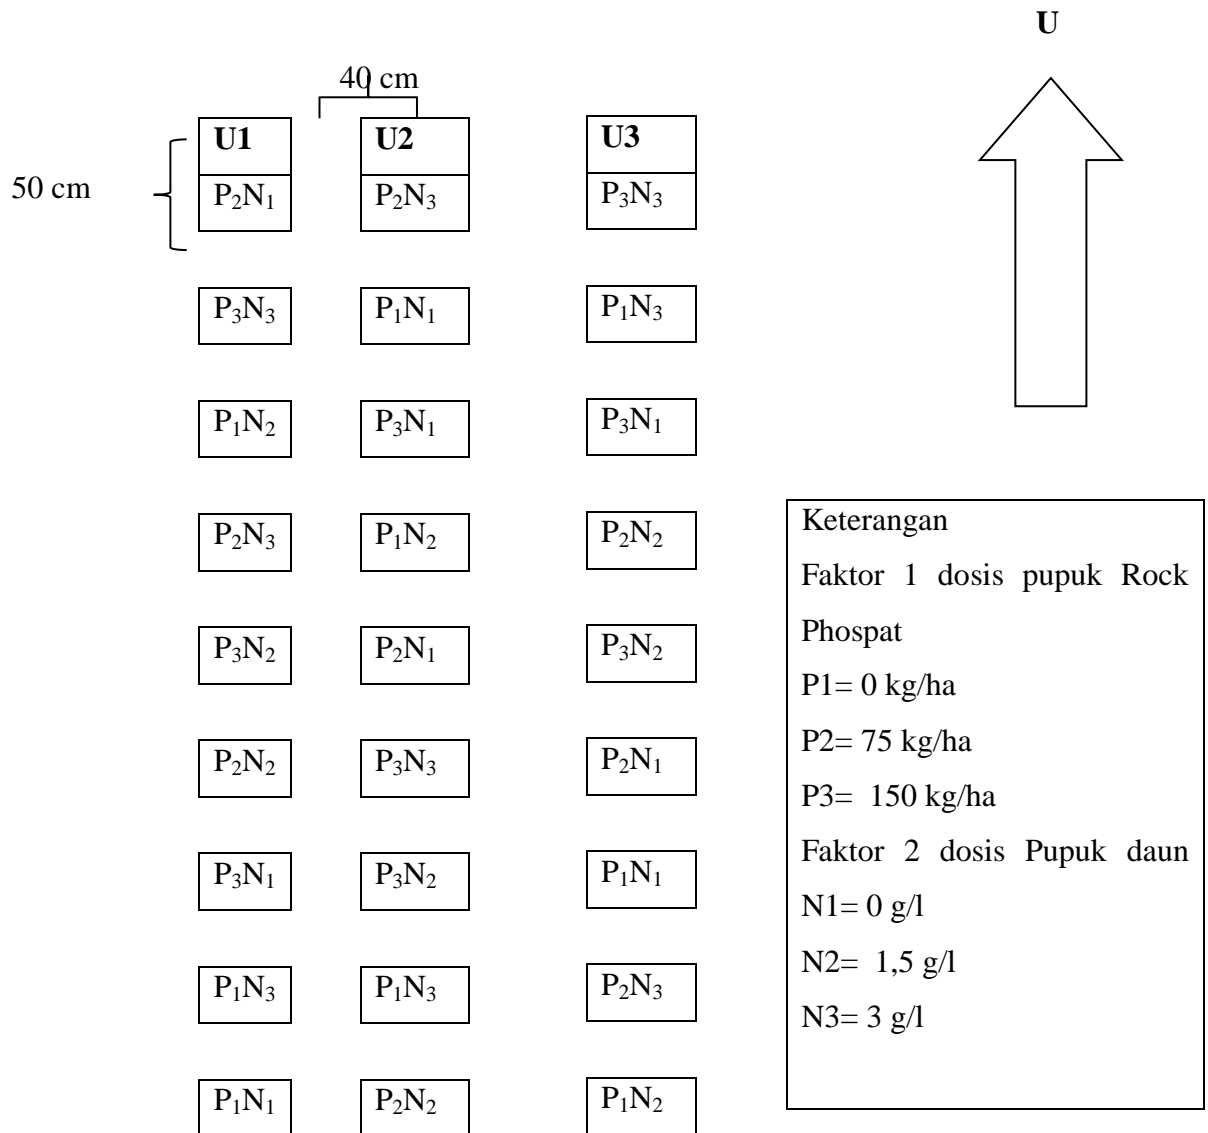 U
40 cm
U1 U2 U3
50 cm P₂N₁ P₂N₃ P₃N₃
P₃N₃ P₁N₁ P₁N₃
P₁N₂ P₃N₁ P₃N₁
P₂N₃ P₁N₂ P₂N₂
P₃N₂ P₂N₁ P₃N₂
P₂N₂ P₃N₃ P₂N₁
P₃N₁ P₃N₂ P₁N₁
P₁N₃ P₁N₃ P₂N₃
P₁N₁ P₂N₂ P₁N₂
Keterangan
Faktor 1 dosis pupuk Rock
Phospat
P1= 0 kg/ha
P2= 75 kg/ha
P3= 150 kg/ha
Faktor 2 dosis Pupuk daun
N1= 0 g/l
N2= 1,5 g/l
N3= 3 g/l